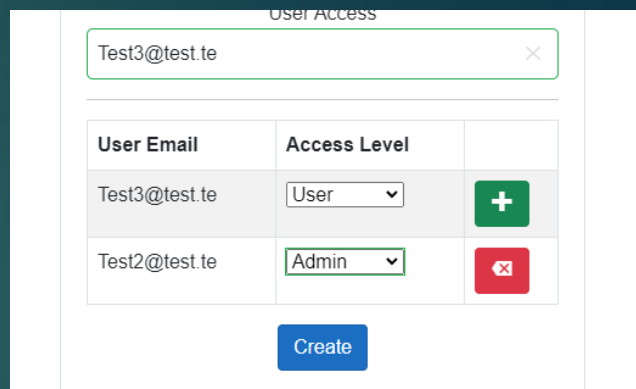 User Access
Test3@test.te
User Email Access Level
Test3@test.te User
Test2@test.te Admin
Create